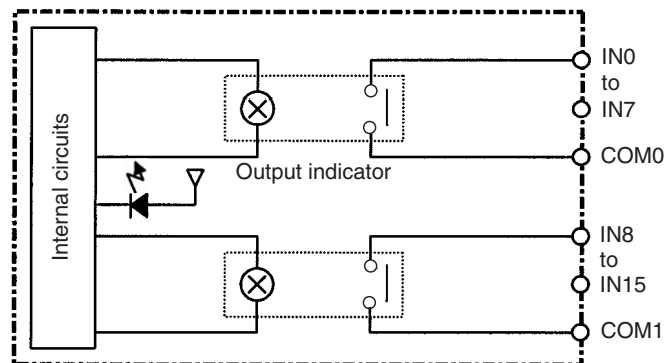 Internal circuits
IN0
to
IN7
COM0
Output indicator
IN8
to
IN15
COM1